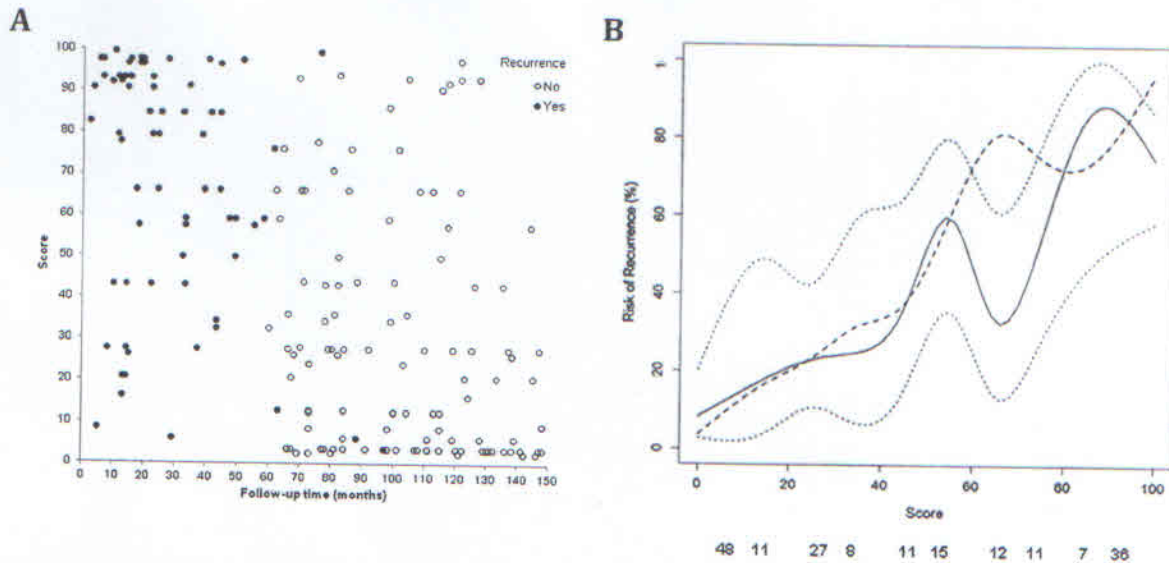 A
100
90
80
70
60
50
40
30
20
10
0
Score
Recurrence
No
Yes
0 10 20 30 40 50 60 70 80 90 100 110 120 130 140 150
Follow-up time (months)
B
1
80
60
40
20
0
Risk of Recurrence (%)
0 20 40 60 80 100
Score
48 11 27 8 11 15 12 11 7 36